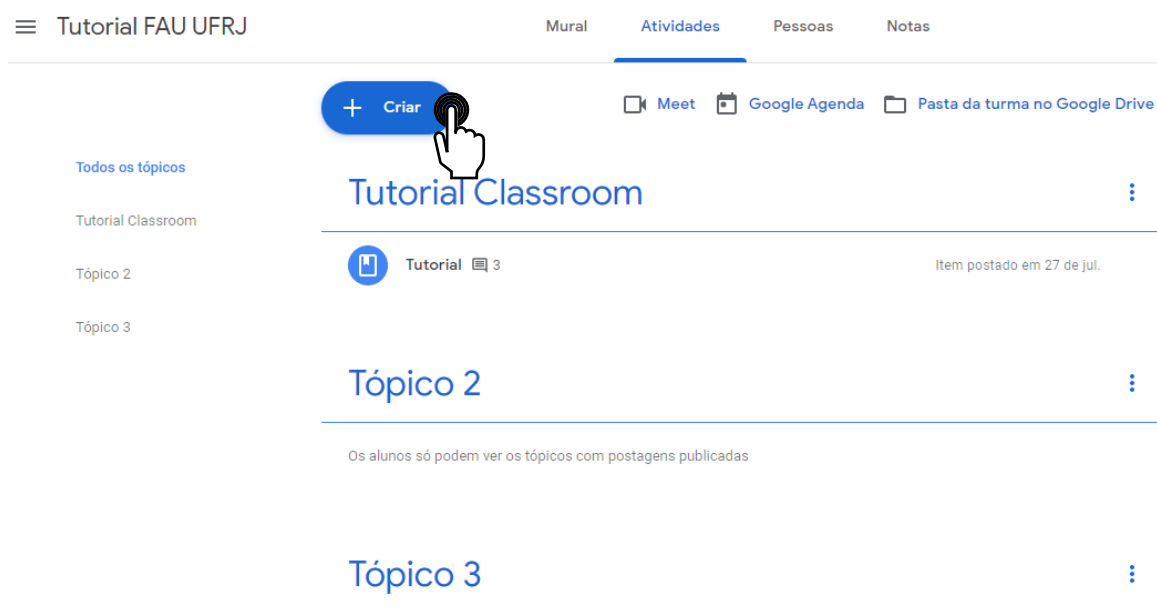 Tutorial FAU UFRJ
Mural Atividades Pessoas Notas
Criar
Meet Google Agenda Pasta da turma no Google Drive
Todos os tópicos
Tutorial Classroom
Tópico 2
Tópico 3
Tutorial Classroom
Tutorial 3 Item postado em 27 de jul.
Tópico 2
Os alunos só podem ver os tópicos com postagens publicadas
Tópico 3